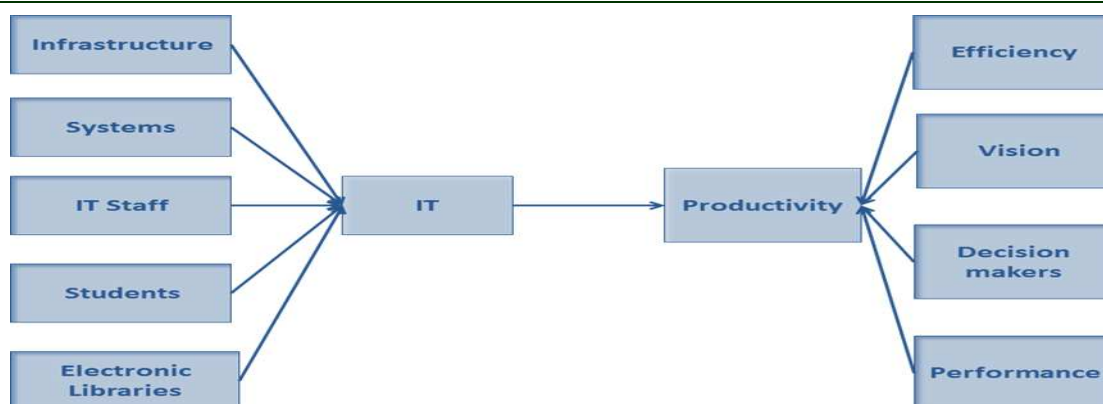 Infrastructure
Systems
IT Staff
Students
Electronic
Libraries
IT
Productivity
Efficiency
Vision
Decision
makers
Performance